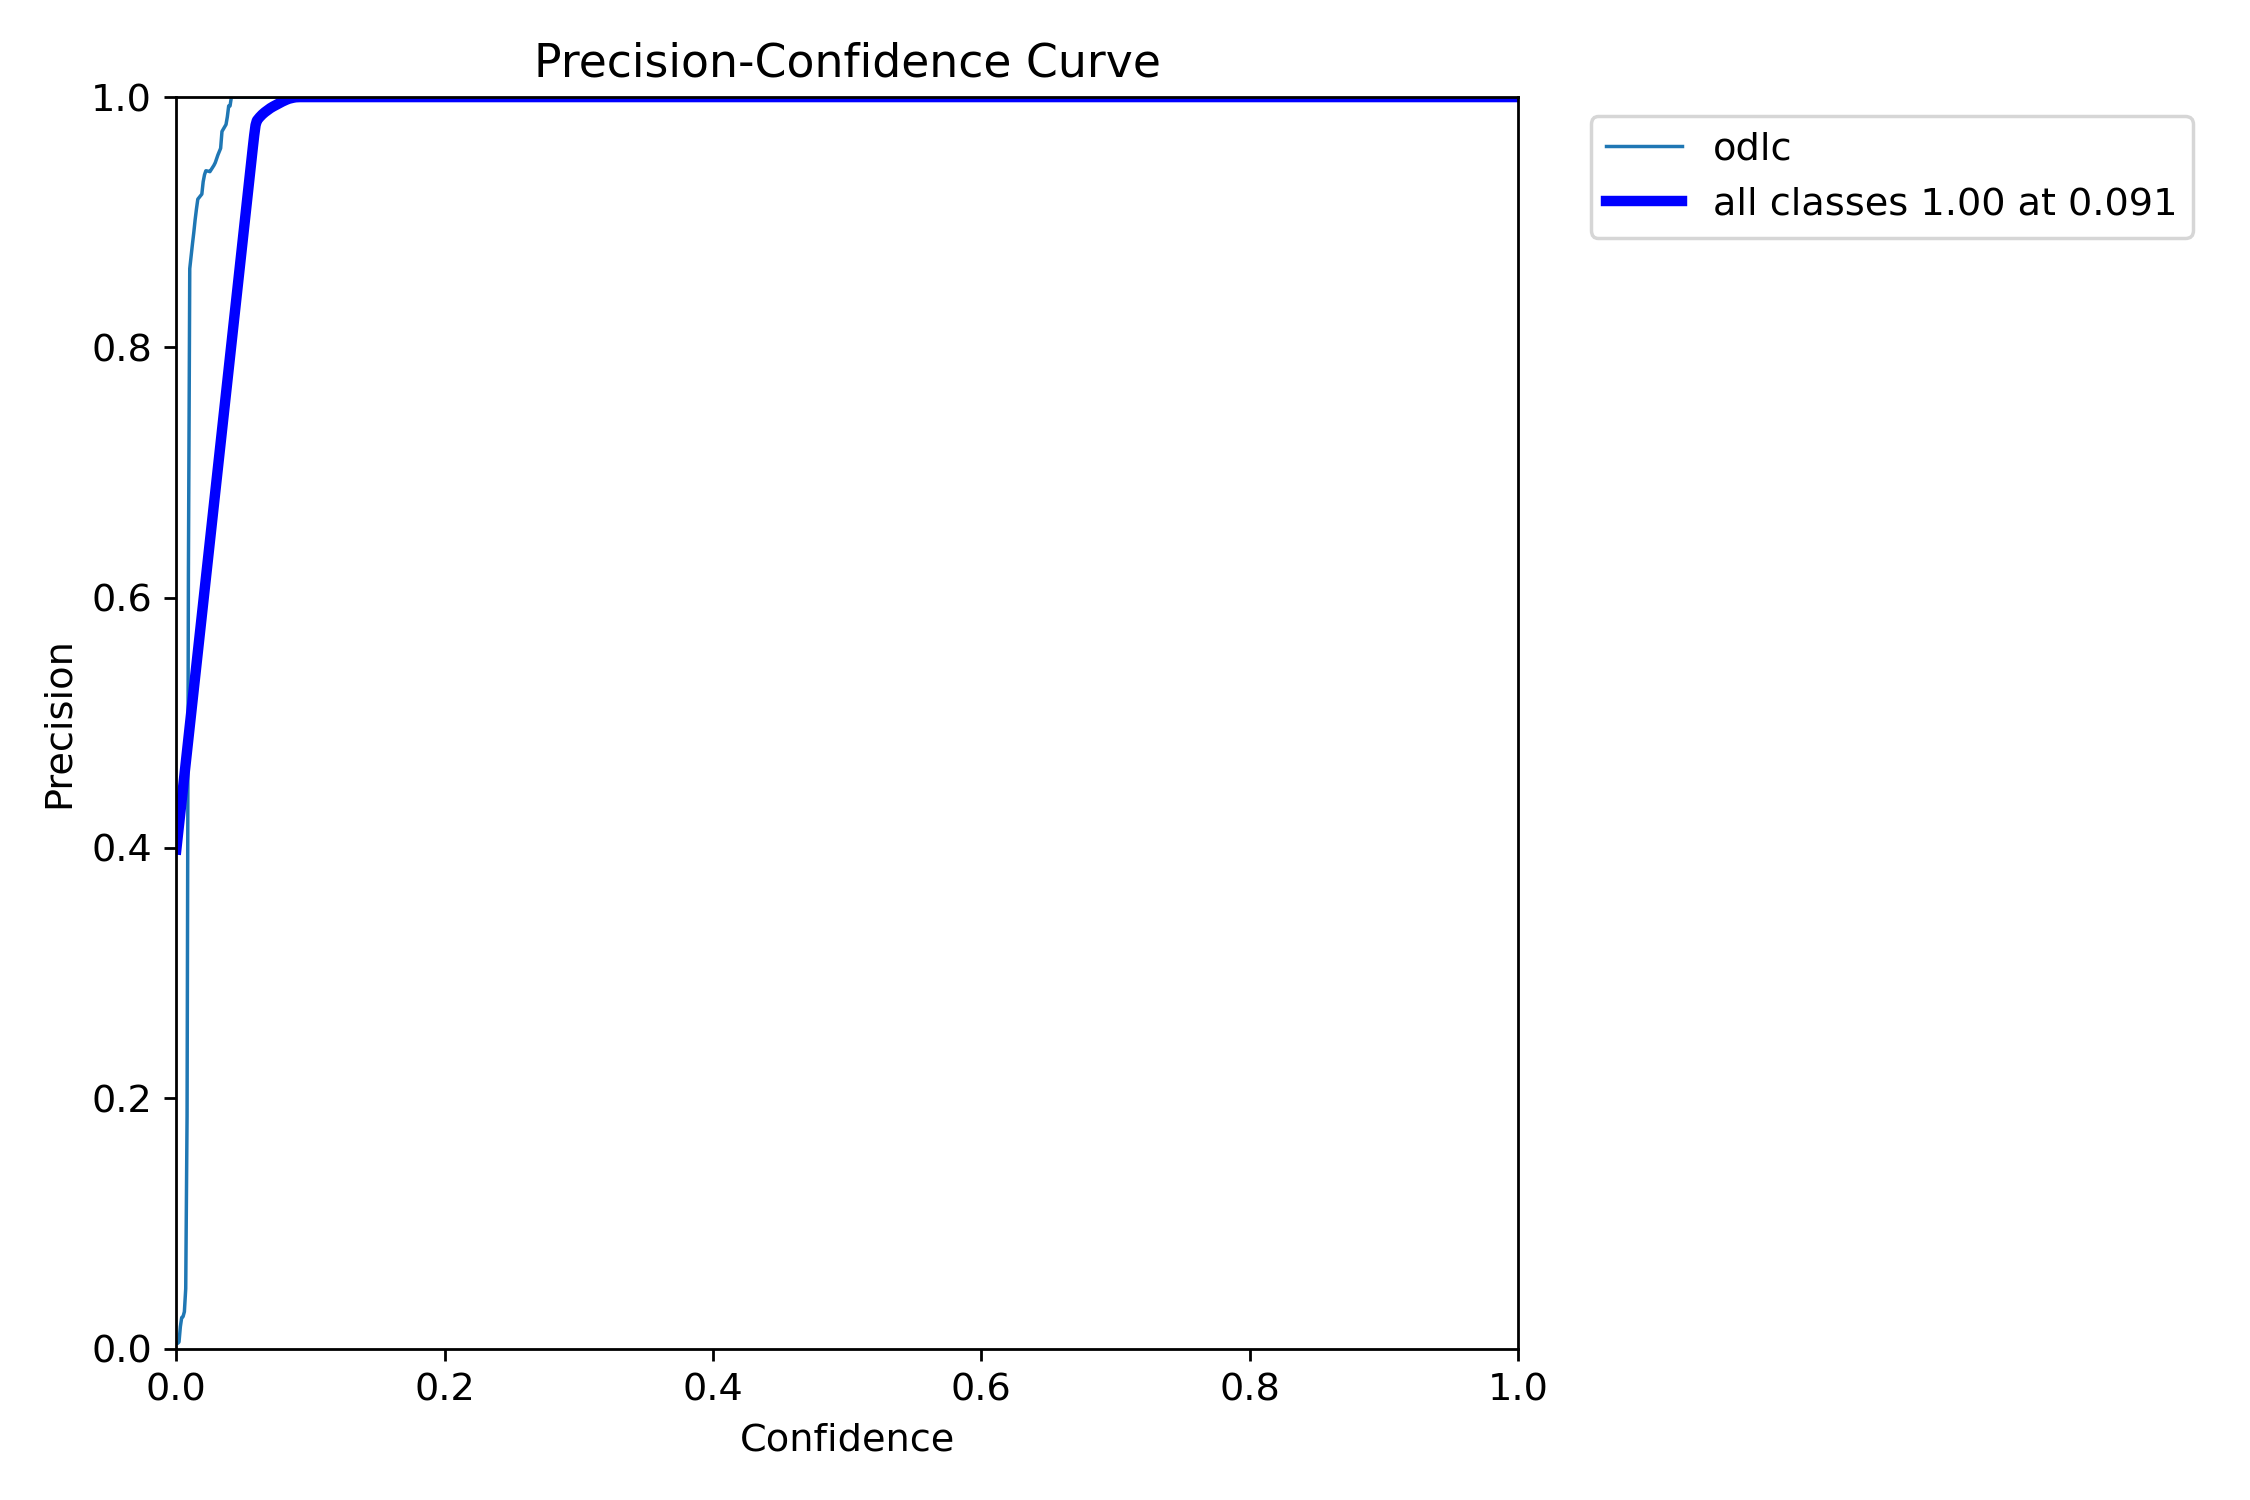 Precision-Confidence Curve
odlc
all classes 1.00 at 0.091
Precision
1.0
0.8
0.6
0.4
0.2
0.0
0.0 0.2 0.4 0.6 0.8 1.0
Confidence